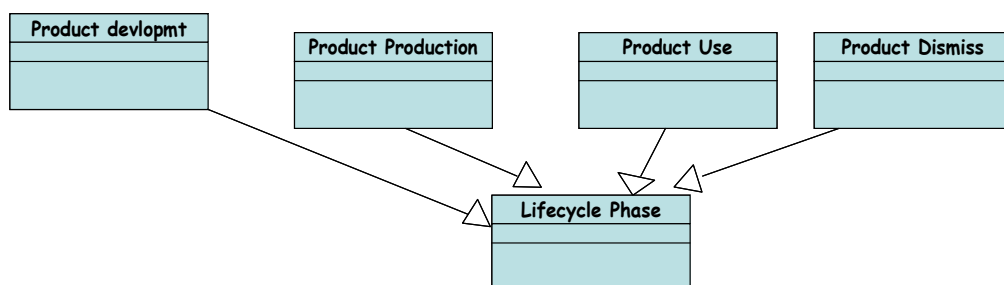 Product devlopmt
Product Production
Product Use
Product Dismiss
Lifecycle Phase